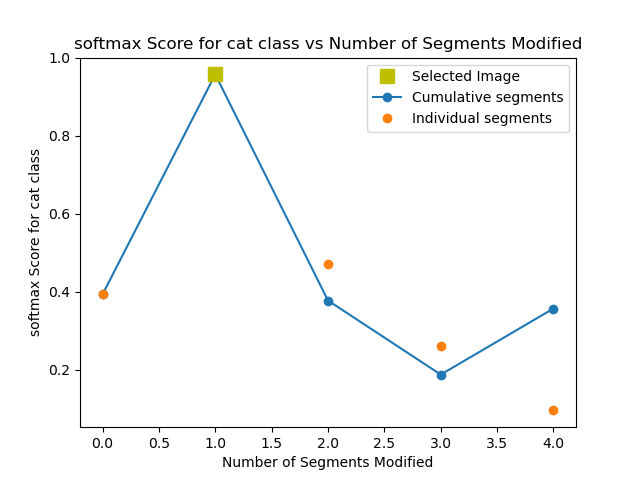 softmax Score for cat class vs Number of Segments Modified
Selected Image
Cumulative segments
Individual segments
softmax Score for cat class
1.0
0.8
0.6
0.4
0.2
0.0 0.5 1.0 1.5 2.0 2.5 3.0 3.5 4.0
Number of Segments Modified